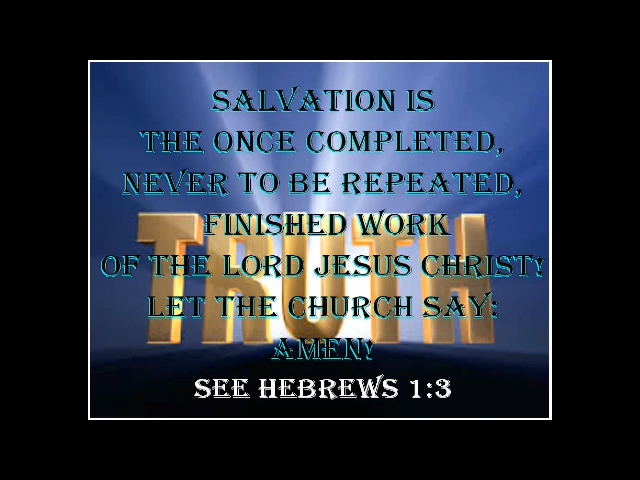 SALVATION IS
THE ONCE COMPLETED,
NEVER TO BE REPEATED,
FINISHED WORK
OF THE LORD JESUS CHRIST!
LET THE CHURCH SAY:
AMEN!
SEE HEBREWS 1:3
TRUTH